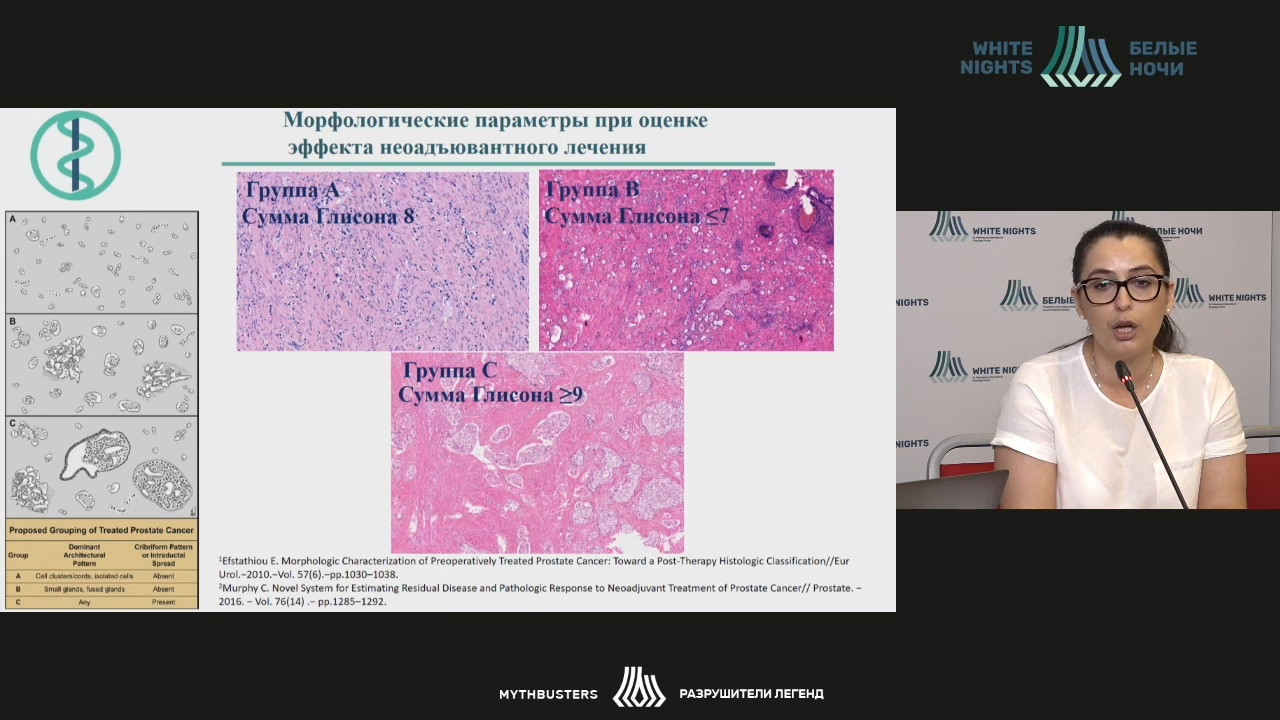 WHITE
NIGHTS
БЕЛЫЕ
НОЧИ
Морфологические параметры при оценке
эффекта неоадъювантного лечения
Группа А
Сумма Глисона 8
Группа В
Сумма Глисона ≤7
Группа С
Сумма Глисона ≥9
A
B
C
Proposed Grouping of Treated Prostate Cancer
Group
Dominant
Architectural
Pattern
Cribriform Pattern
or Intraductal
Spread
A Cell clusters/cords, isolated cells Absent
B Small glands, fused glands Absent
C Any Present
¹Efstathiou E. Morphologic Characterization of Preoperatively Treated Prostate Cancer: Toward a Post-Therapy Histologic Classification//Eur
Urol.–2010.–Vol. 57(6).–pp.1030–1038.
²Murphy C. Novel System for Estimating Residual Disease and Pathologic Response to Neoadjuvant Treatment of Prostate Cancer// Prostate. –
2016. – Vol. 76(14) .– pp.1285–1292.
WHITE NIGHTS
БЕЛЫЕ НОЧИ
NIGHTS
БЕЛЫЕ
WHITE NIGHTS
WHITE NIG
NIGHTS
MYTHBUSTERS
РАЗРУШИТЕЛИ ЛЕГЕНД